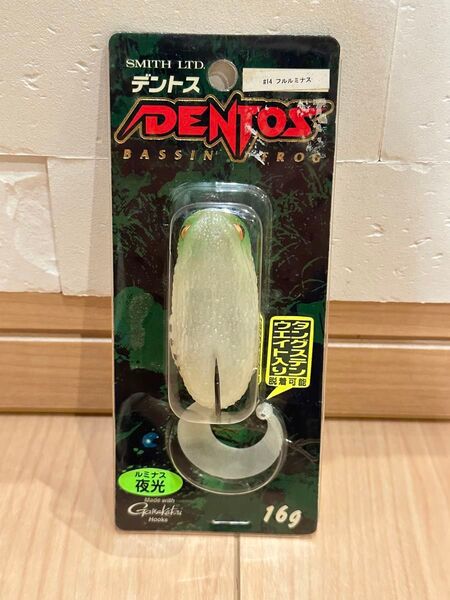 SMITH LTD.
デントス
#14 フルルミナス
DENTOS
BASSIN' FROG
タングステン
ウエイト入り
脱着可能
ルミナス
夜光
Made with
Gamakatsu
Hooks
16g